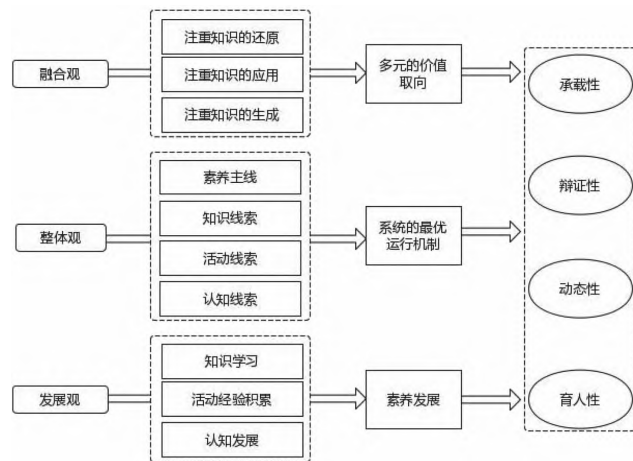 融合观
注重知识的还原
注重知识的应用
注重知识的生成
多元的价值
取向
整体观
素养主线
知识线索
活动线索
认知线索
系统的最优
运行机制
发展观
知识学习
活动经验积累
认知发展
素养发展
承载性
辩证性
动态性
育人性